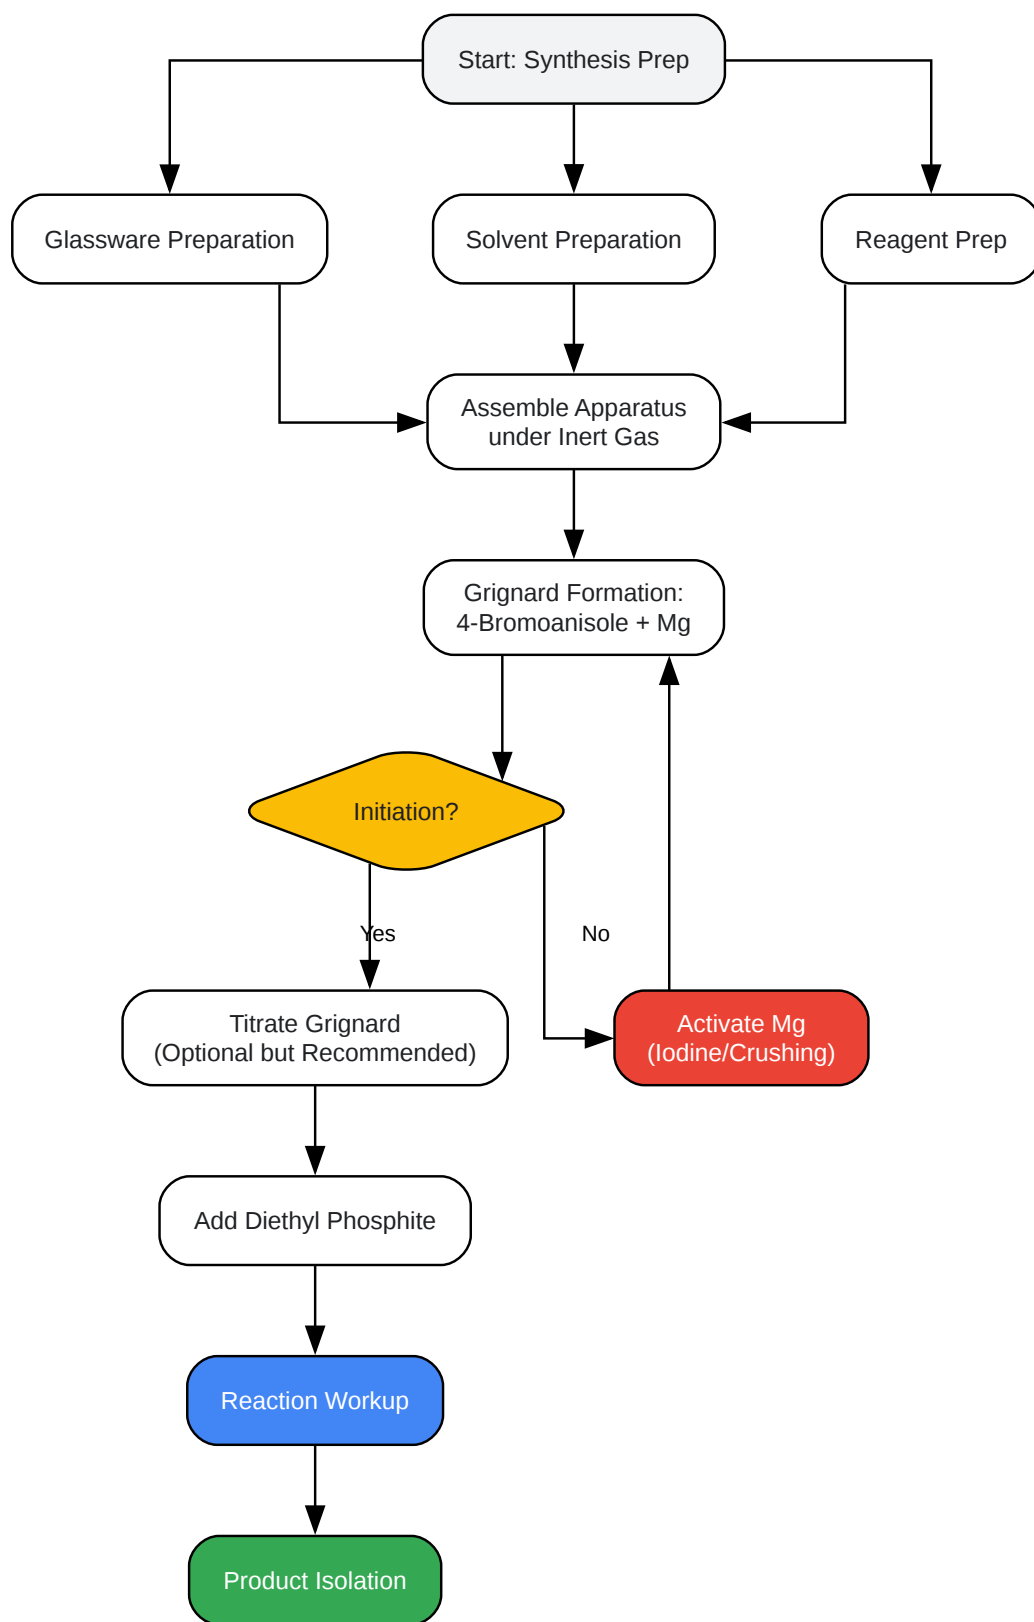 Start: Synthesis Prep
Glassware Preparation
Solvent Preparation
Reagent Prep
Assemble Apparatus
under Inert Gas
Grignard Formation:
4-Bromoanisole + Mg
Initiation?
Yes
No
Titrate Grignard
(Optional but Recommended)
Activate Mg
(Iodine/Crushing)
Add Diethyl Phosphite
Reaction Workup
Product Isolation